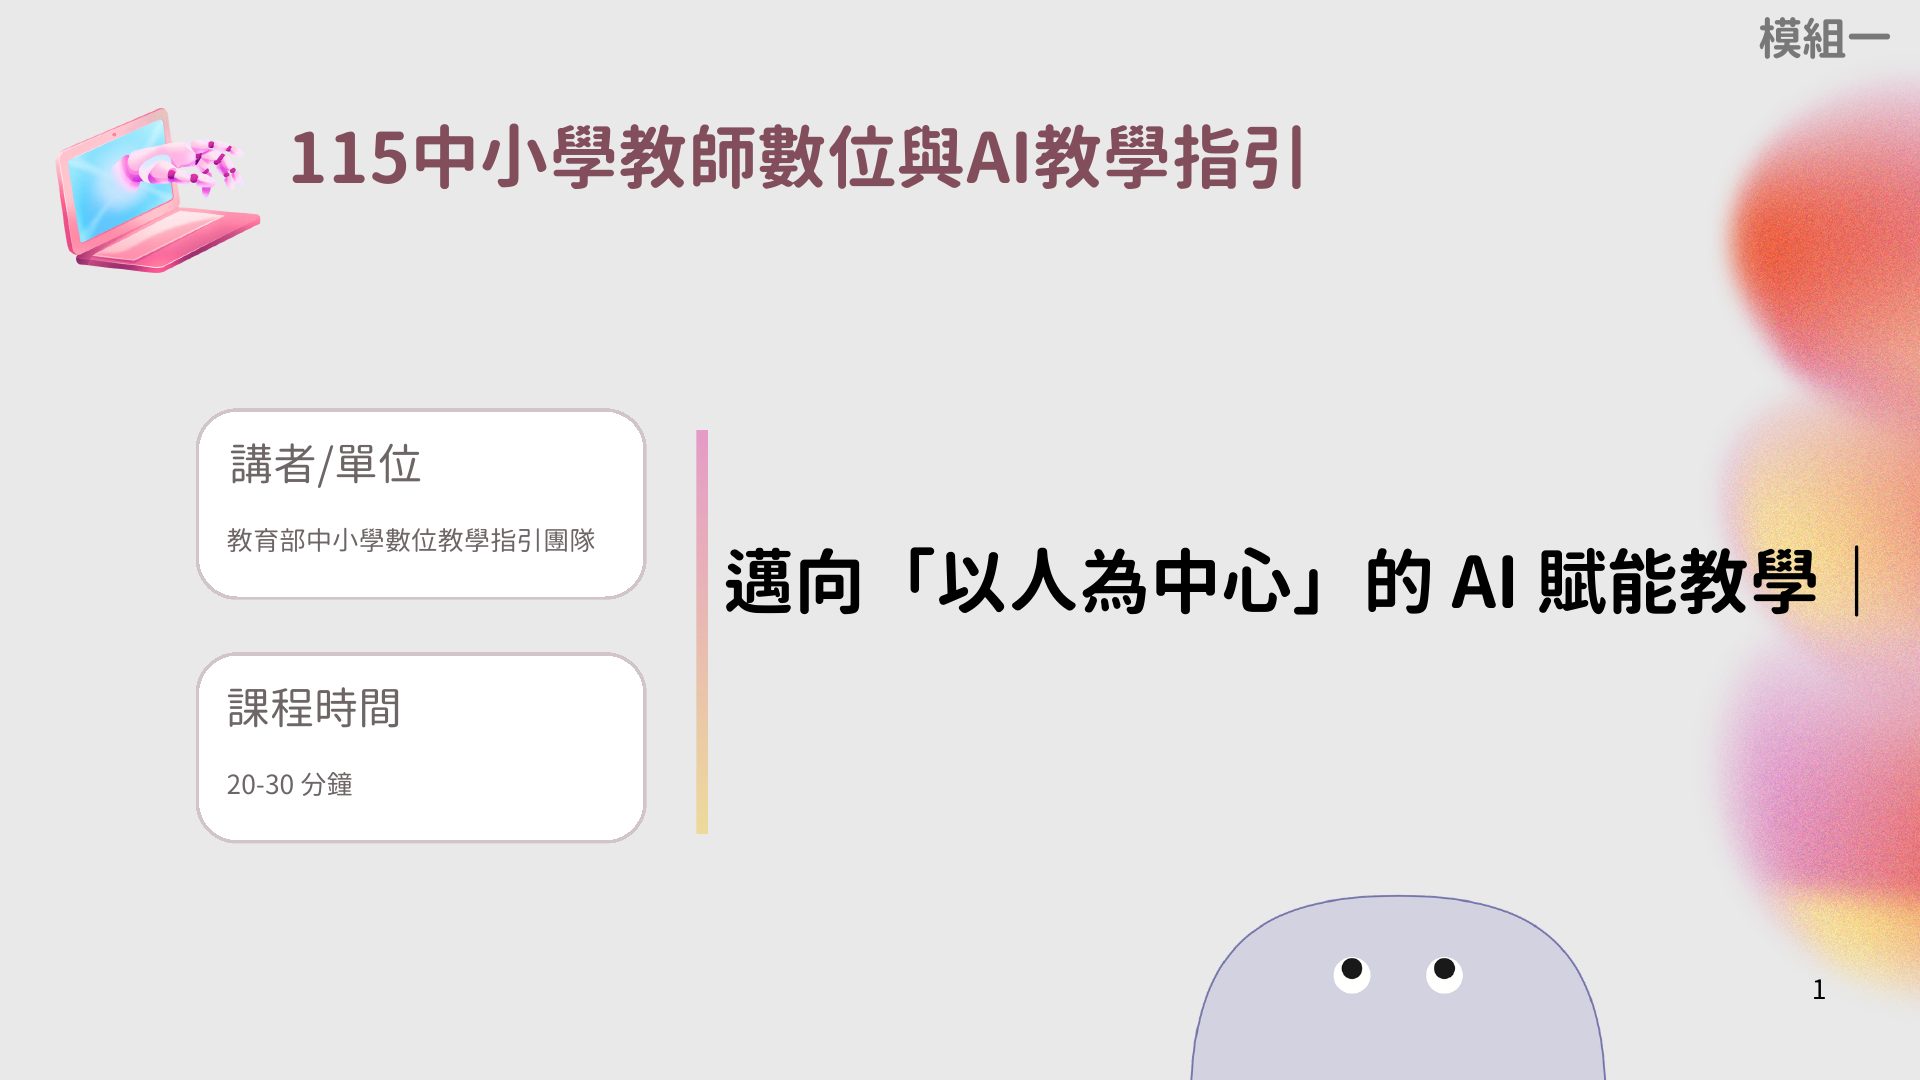 模組一
115中小學教師數位與AI教學指引
講者/單位
教育部中小學數位教學指引團隊
邁向「以人為中心」的 AI 賦能教學｜
課程時間
20-30 分鐘
1